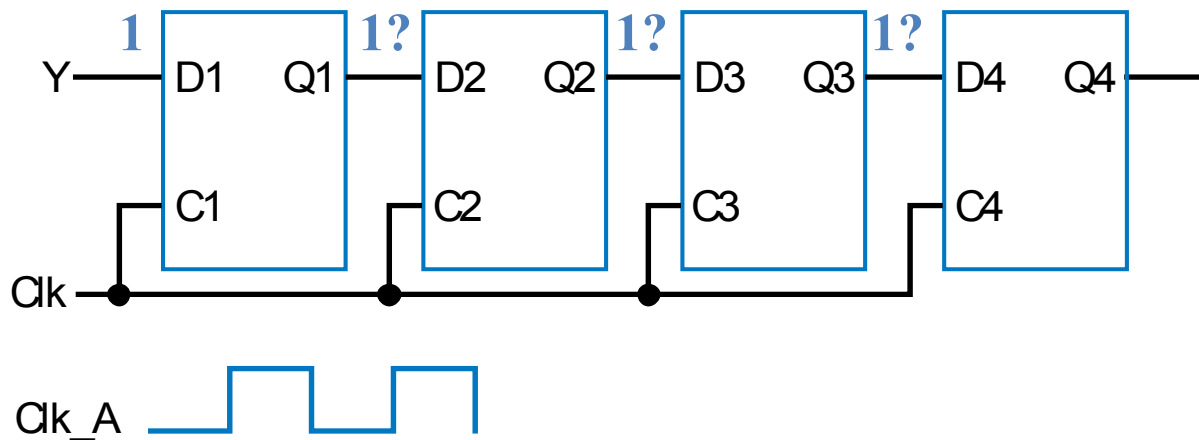 1 1? 1? 1?
Y D1 Q1 D2 Q2 D3 Q3 D4 Q4
C1 C2 C3 C4
Clk
Clk_A